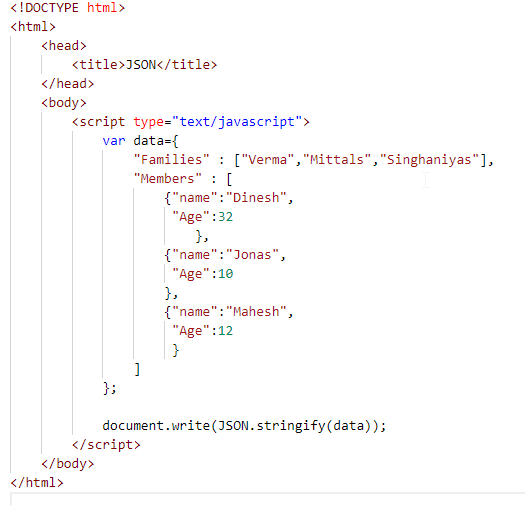 <!DOCTYPE html>
<html>
    <head>
        <title>JSON</title>
    </head>
    <body>
        <script type="text/javascript">
            var data={
                "Families" : ["Verma","Mittals","Singhaniyas"],
                "Members" : [
                    {"name":"Dinesh",
                     "Age":32
                        },
                    {"name":"Jonas",
                     "Age":10
                    },
                    {"name":"Mahesh",
                     "Age":12
                     }
                ]
            };

            document.write(JSON.stringify(data));
        </script>
    </body>
</html>